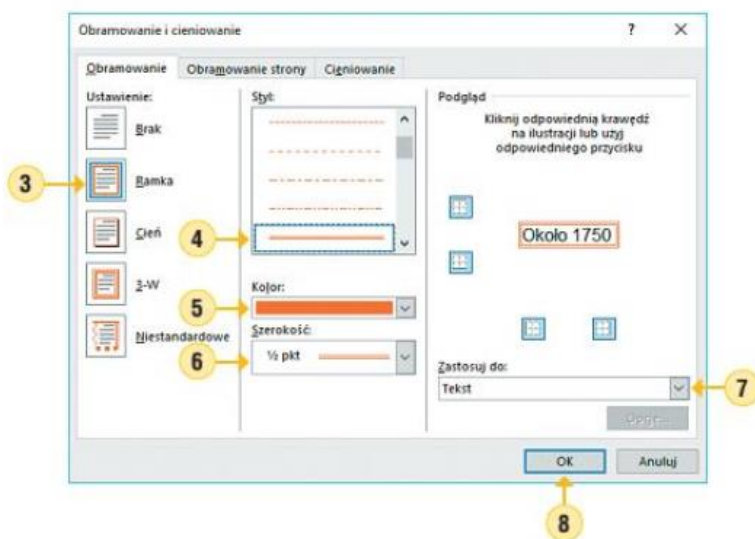 Obramowanie i cieniowanie ? ×
Obramowanie Obramowanie strony Cieniowanie
Ustawienie:
Brak
3
Ramka
Cień
3-W
Niestandardowe
Styl:
4
Kolor:
5
Szerokość:
6
½ pkt
Podgląd
Kliknij odpowiednią krawędź
na ilustracji lub użyj
odpowiedniego przycisku
Około 1750
Zastosuj do:
Tekst
7
Opcje...
OK Anuluj
8